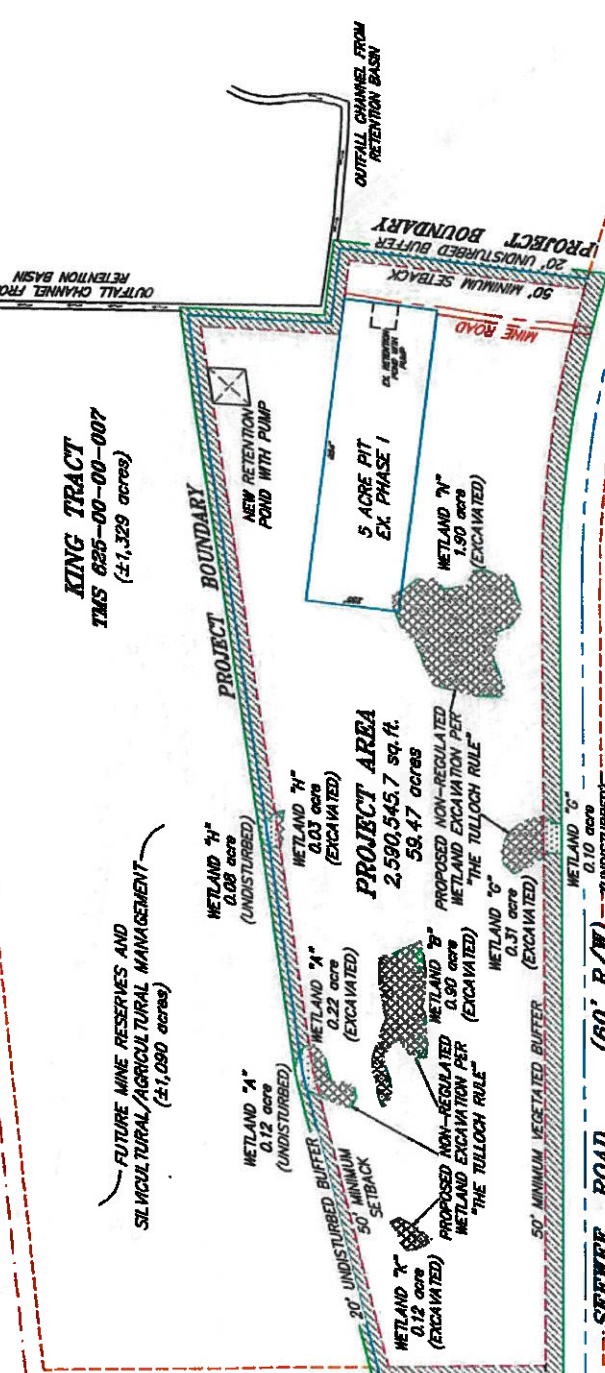 OUTFALL CHANNEL FROM
RETENTION BASIN
OUTFALL CHANNEL FRO
RETENTION BASIN
PROJECT BOUNDARY
20' UNDISTURBED BUFFER
50' MINIMUM SETBACK
MINE ROAD
EX. RETENTION
POND WITH
PUMP
5 ACRE PIT
EX. PHASE I
NEW RETENTION
POND WITH PUMP
KING TRACT
TMS 625-00-00-007
(±1,329 acres)
PROJECT BOUNDARY
WETLAND "N"
1.90 acre
(EXCAVATED)
FUTURE MINE RESERVES AND
SILVICULTURAL/AGRICULTURAL MANAGEMENT
(±1,090 acres)
WETLAND "H"
0.08 acre
(UNDISTURBED)
WETLAND "H"
0.03 acre
(EXCAVATED)
PROJECT AREA
2,590,545.7 sq.ft.
59.47 acres
PROPOSED NON-REGULATED
WETLAND EXCAVATION PER
"THE TULLOCH RULE"
WETLAND "G"
0.31 acre
(EXCAVATED)
WETLAND "G"
0.10 acre
WETLAND "A"
0.12 acre
(UNDISTURBED)
WETLAND "A"
0.22 acre
(EXCAVATED)
WETLAND "B"
0.90 acre
(EXCAVATED)
PROPOSED NON-REGULATED
WETLAND EXCAVATION PER
"THE TULLOCH RULE"
20' UNDISTURBED BUFFER
50' MINIMUM
SETBACK
WETLAND "K"
0.12 acre
(EXCAVATED)
50' MINIMUM VEGETATED BUFFER
SEEWEE ROAD (60' R/W)